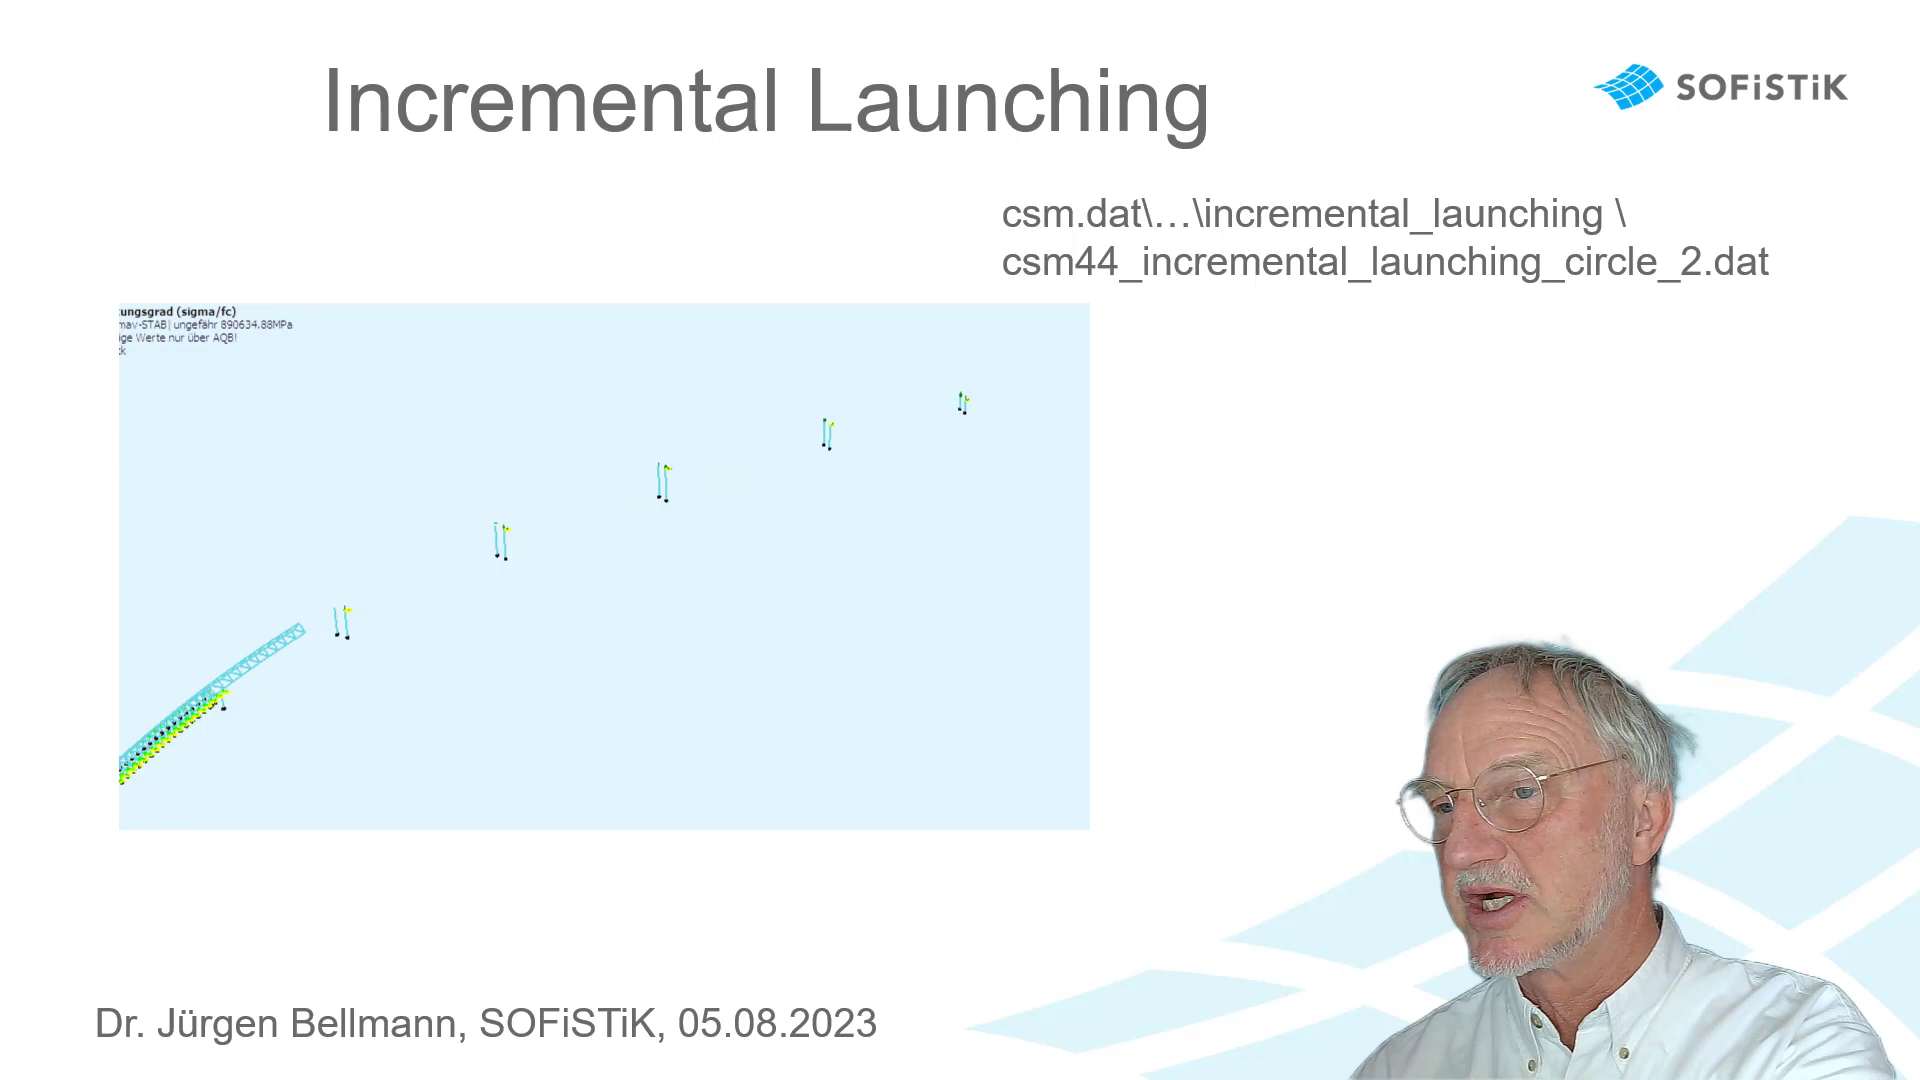 Incremental Launching
SOFiSTiK
csm.dat\…\incremental_launching \
csm44_incremental_launching_circle_2.dat
ungsgrad (sigma/fc)
mav-STAB| ungefähr 890634.88MPa
ige Werte nur über AQB!
Dr. Jürgen Bellmann, SOFiSTiK, 05.08.2023